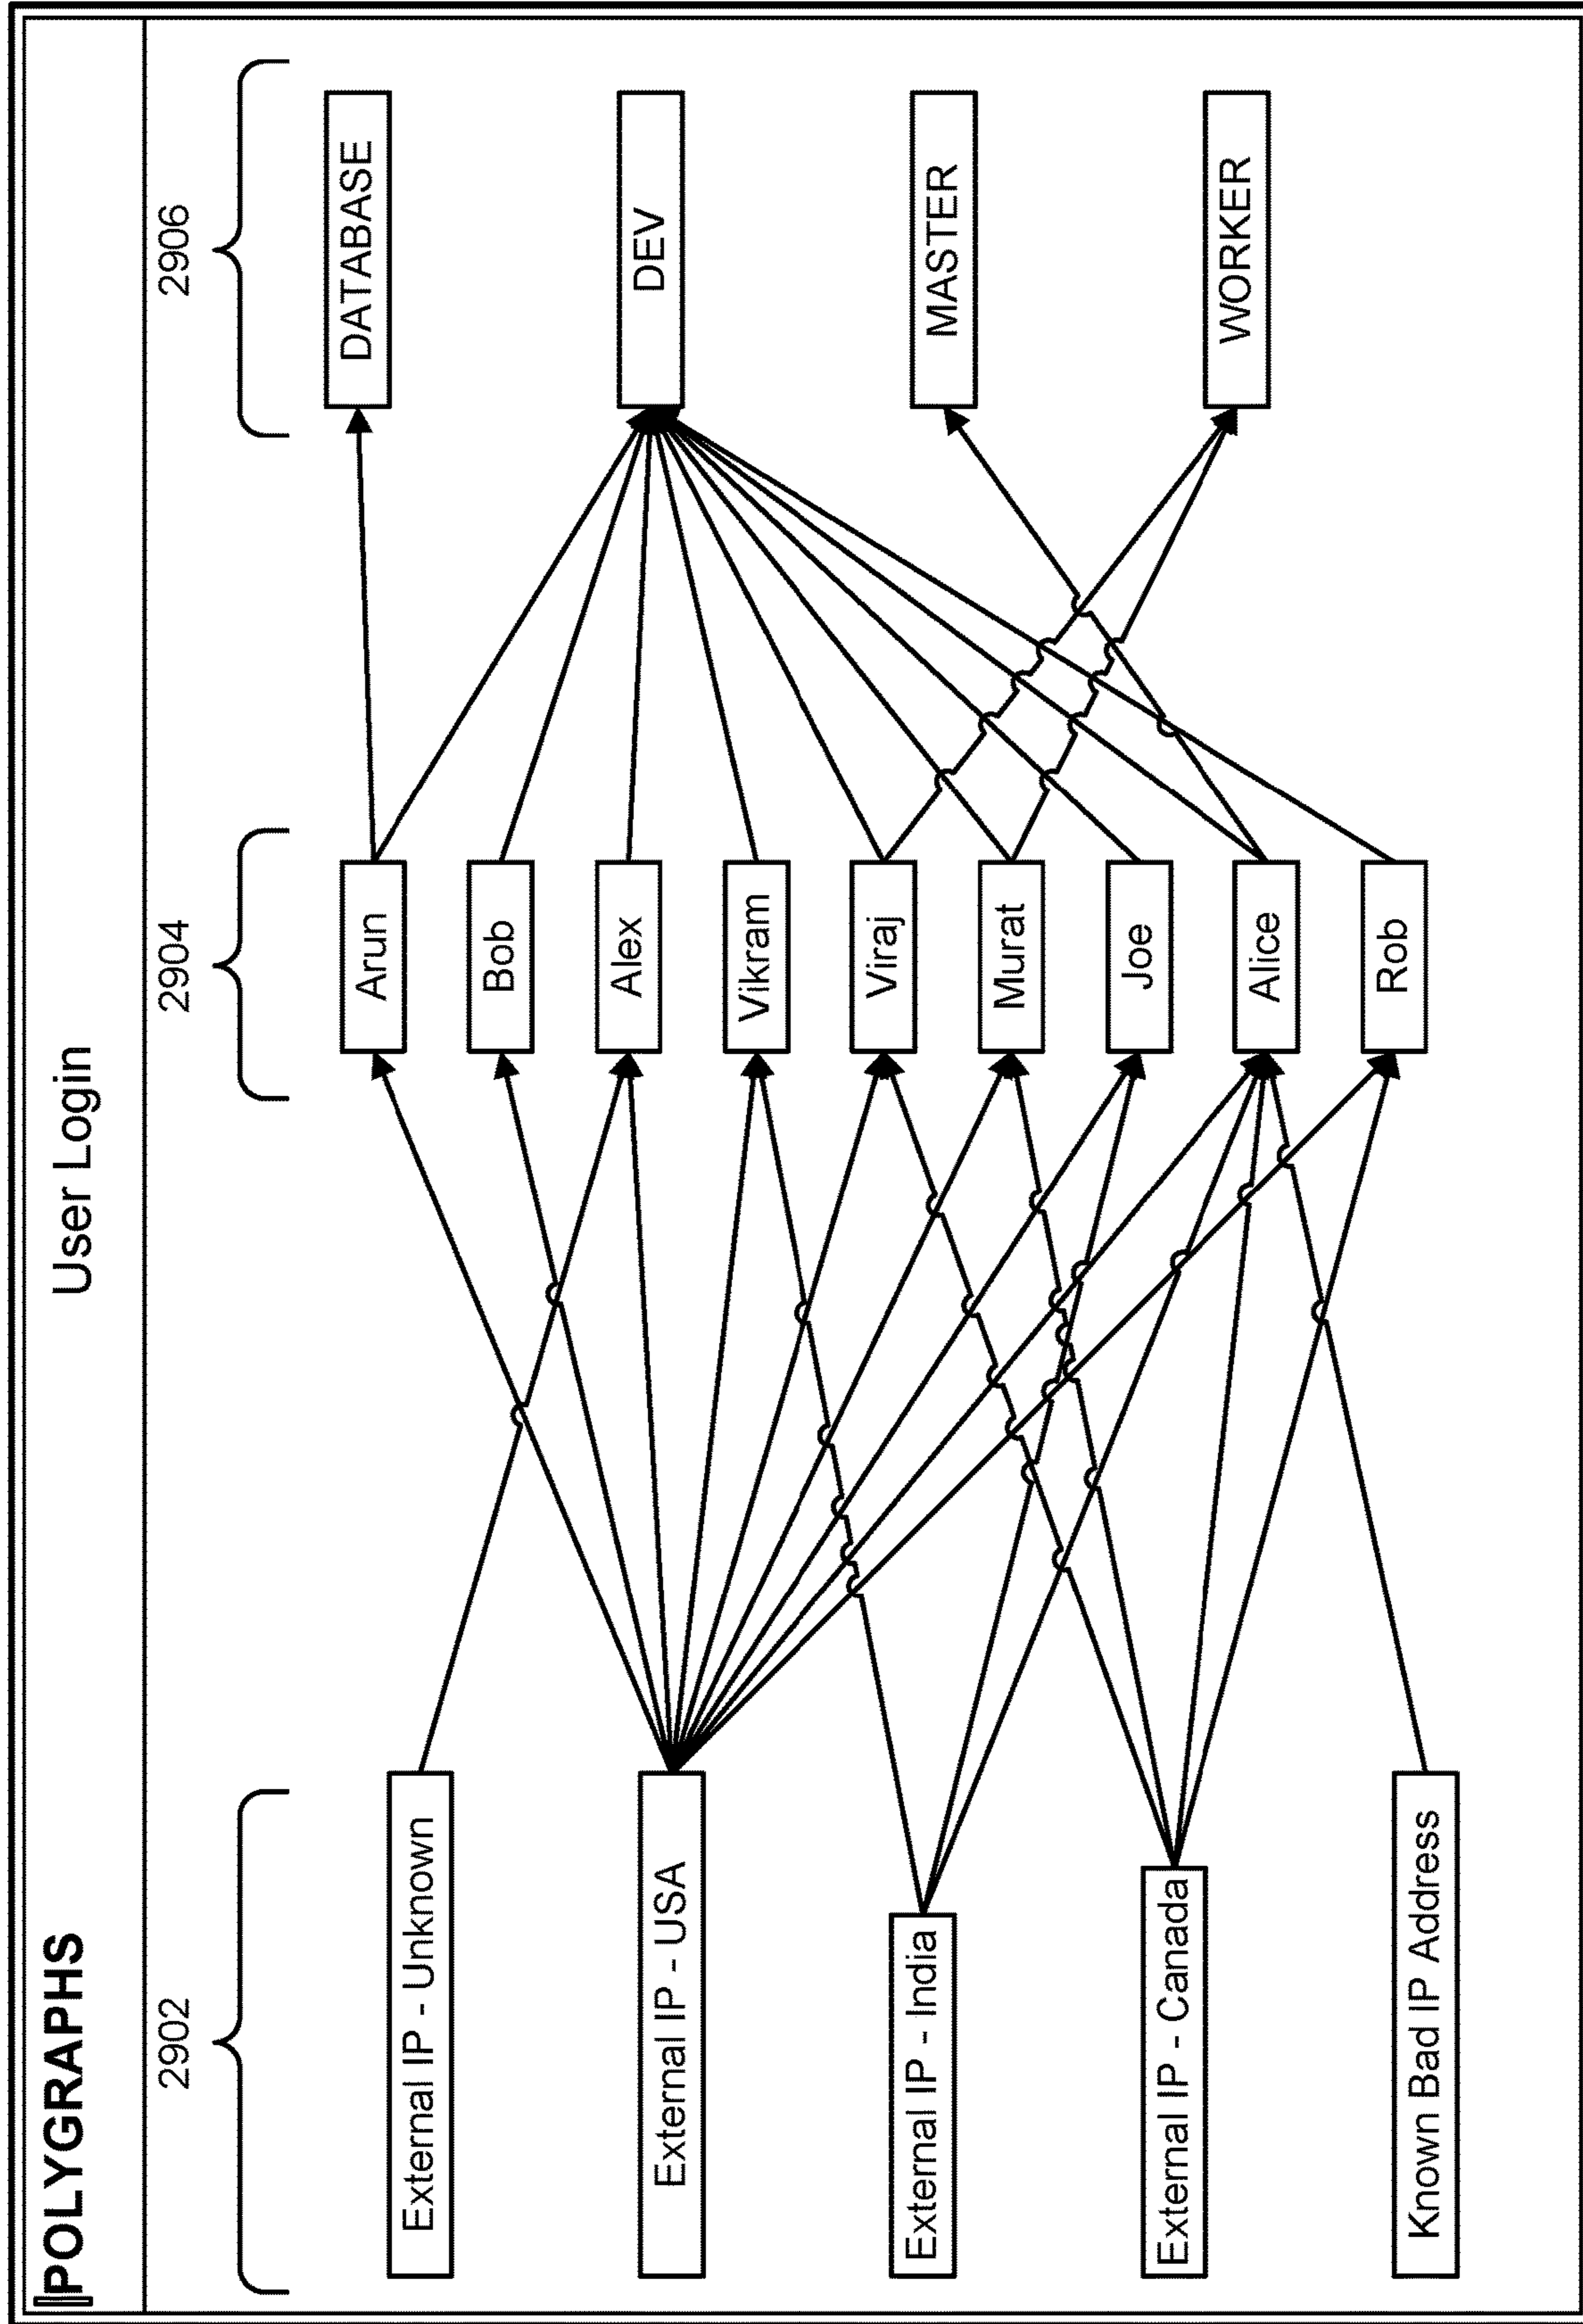 POLYGRAPHS
User Login
2902
2904
2906
External IP - Unknown
External IP - USA
External IP - India
External IP - Canada
Known Bad IP Address
Arun
Bob
Alex
Vikram
Viraj
Murat
Joe
Alice
Rob
DATABASE
DEV
MASTER
WORKER